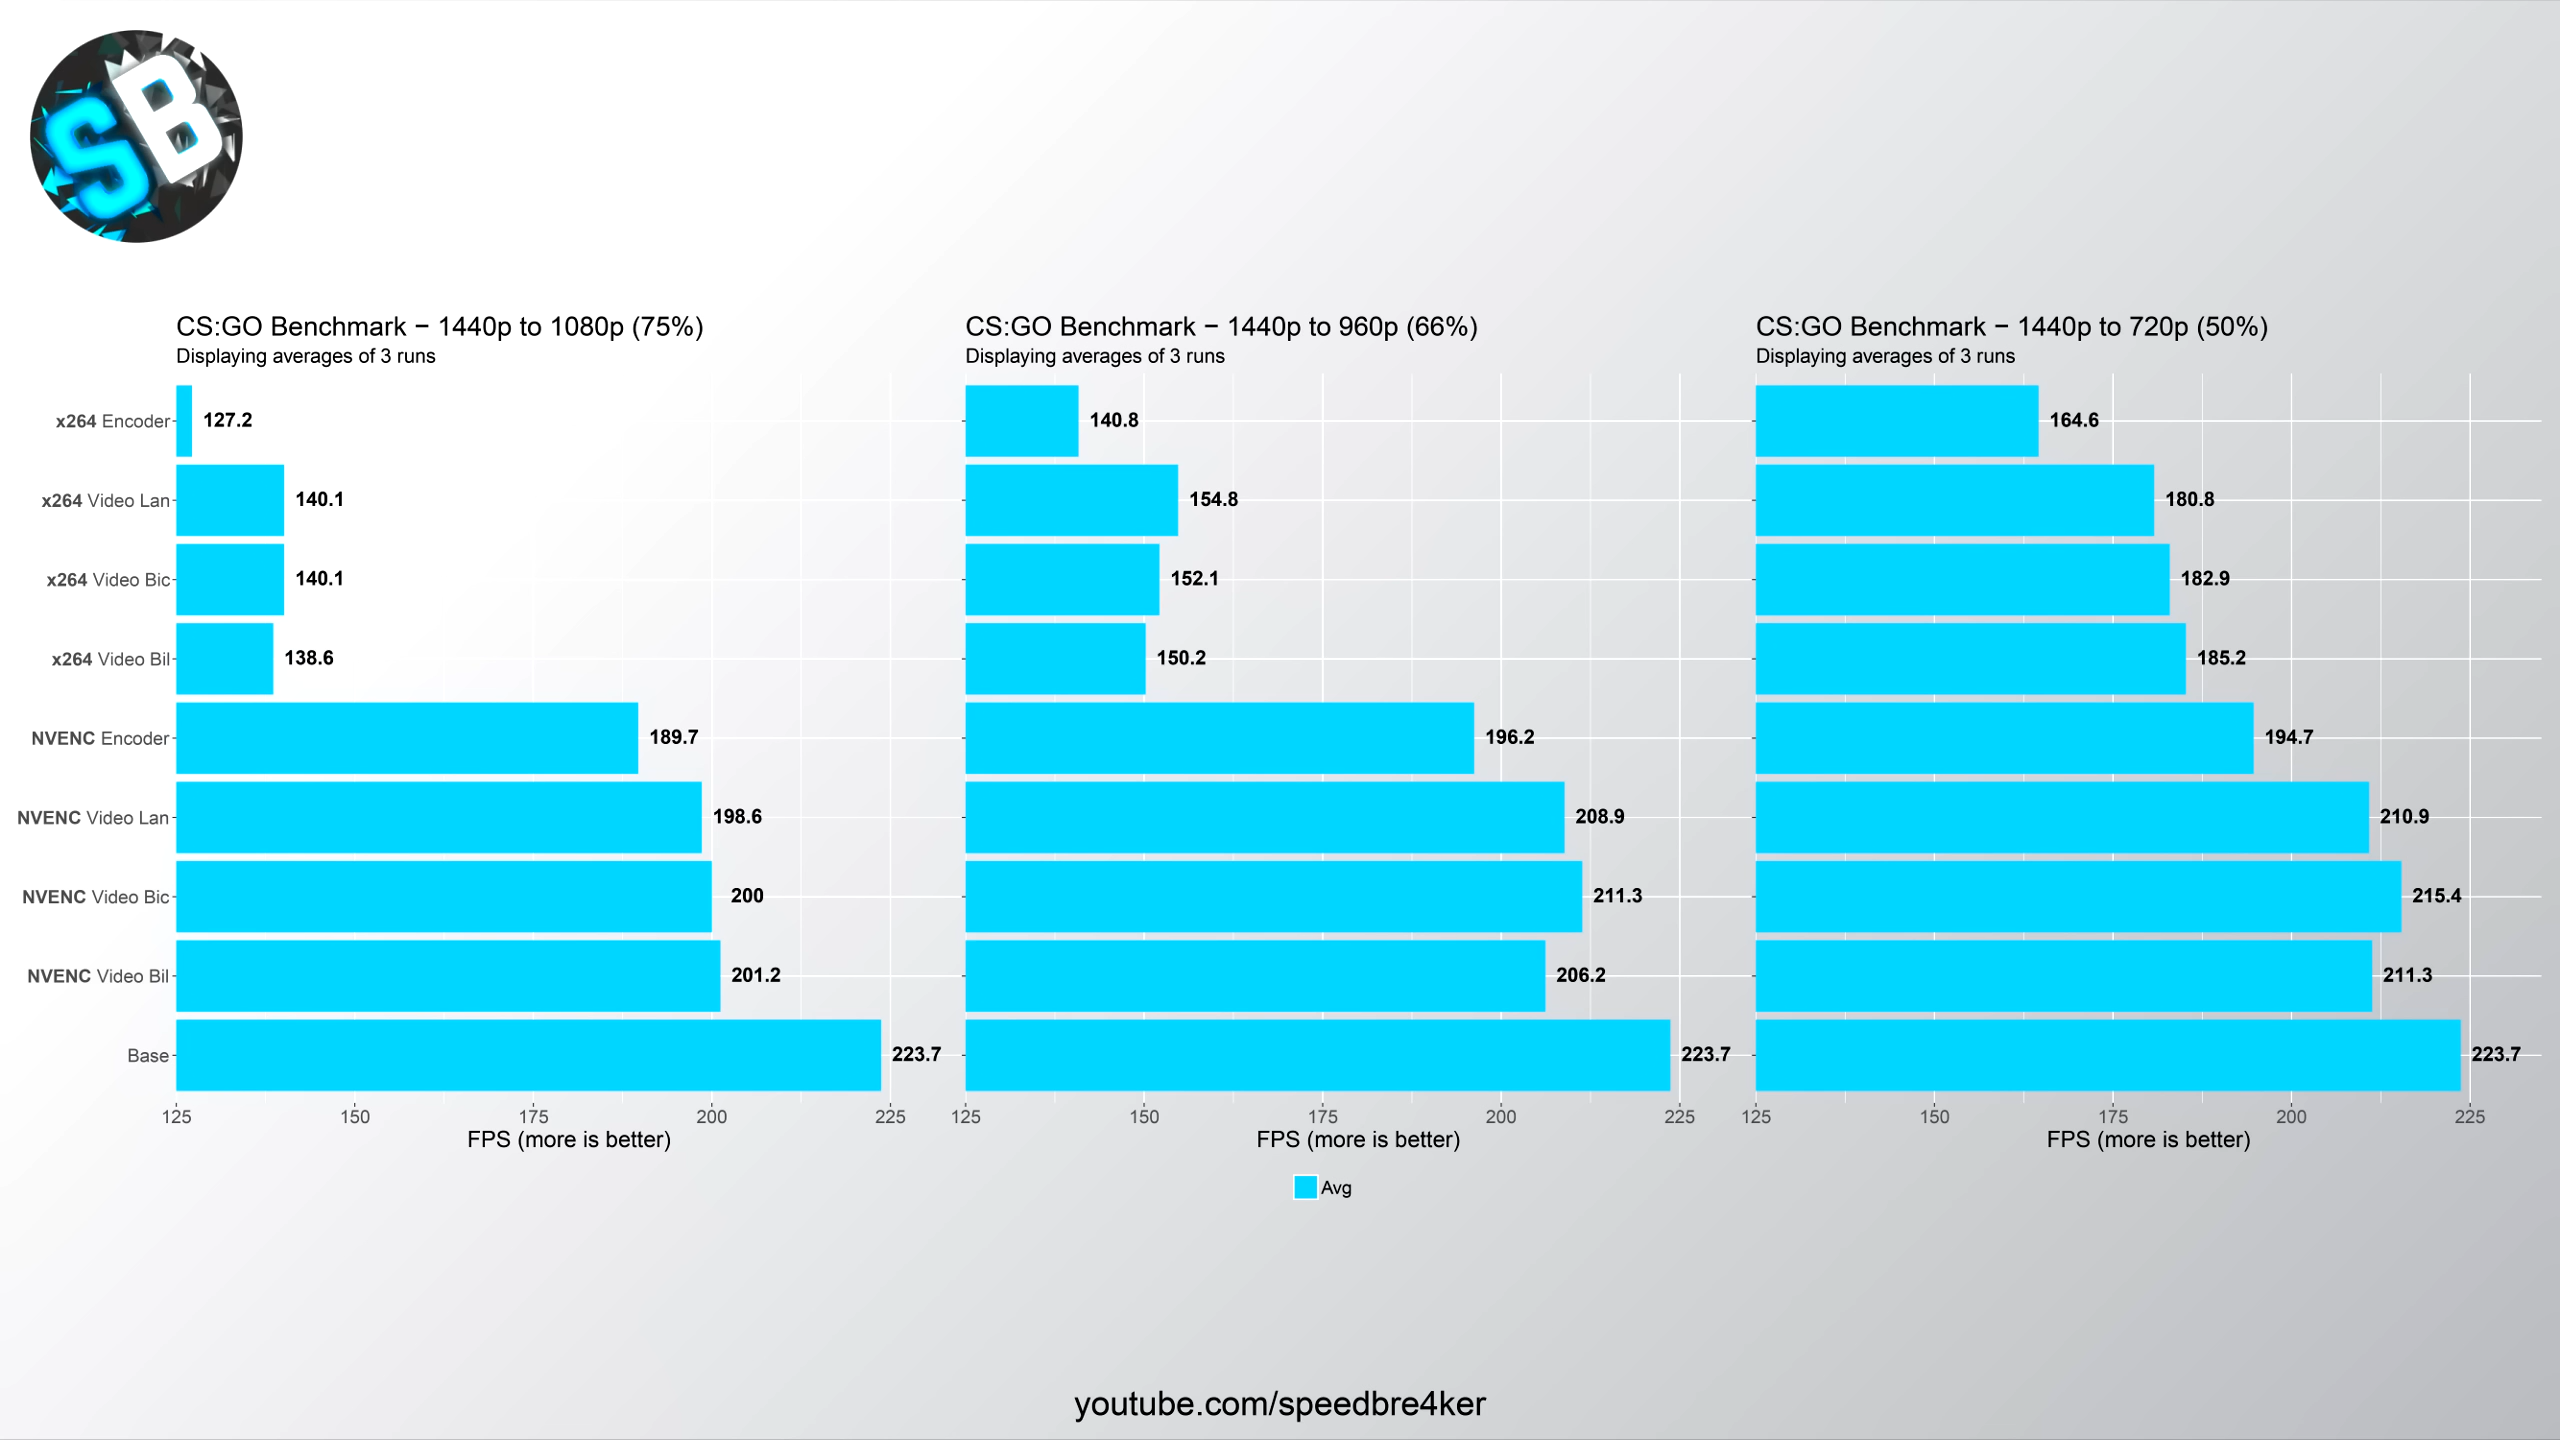 SB
CS:GO Benchmark − 1440p to 1080p (75%)
Displaying averages of 3 runs
x264 Encoder 127.2
x264 Video Lan 140.1
x264 Video Bic 140.1
x264 Video Bil 138.6
NVENC Encoder 189.7
NVENC Video Lan 198.6
NVENC Video Bic 200
NVENC Video Bil 201.2
Base 223.7
125 150 175 200 225
FPS (more is better)
CS:GO Benchmark − 1440p to 960p (66%)
Displaying averages of 3 runs
140.8
154.8
152.1
150.2
196.2
208.9
211.3
206.2
223.7
125 150 175 200 225
FPS (more is better)
CS:GO Benchmark − 1440p to 720p (50%)
Displaying averages of 3 runs
164.6
180.8
182.9
185.2
194.7
210.9
215.4
211.3
223.7
125 150 175 200 225
FPS (more is better)
Avg
youtube.com/speedbre4ker